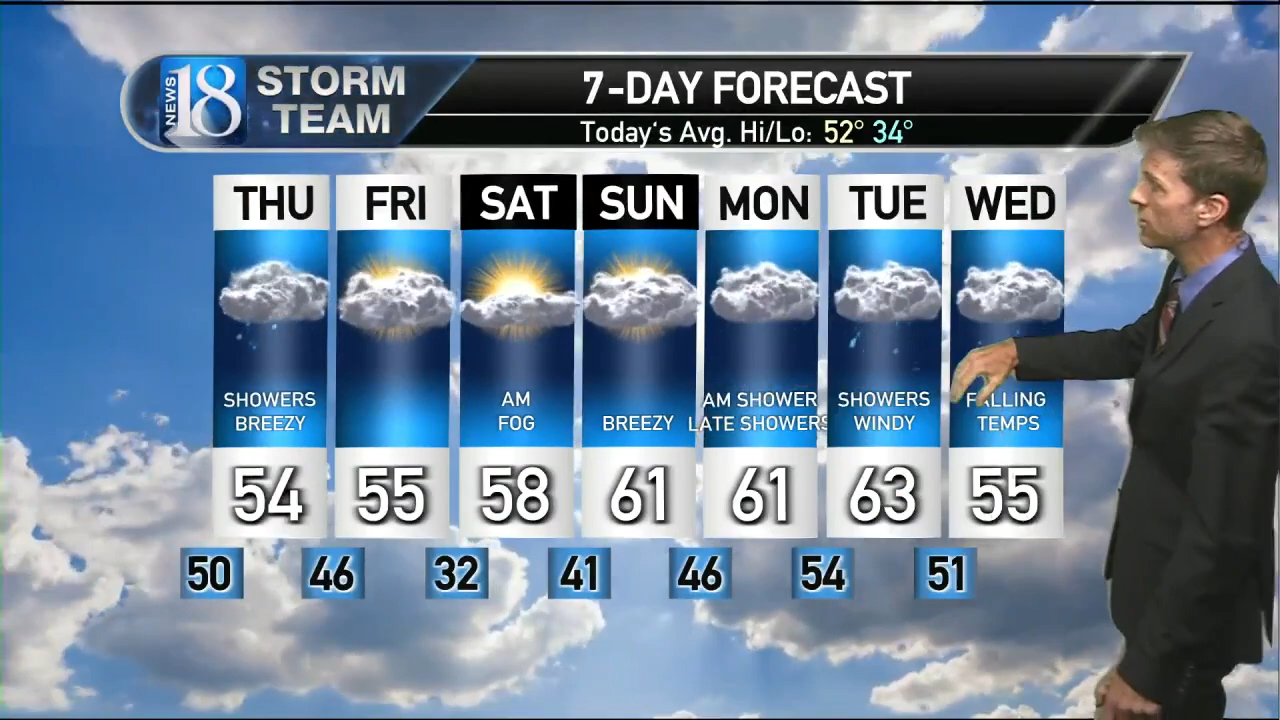 NEWS 18
STORM TEAM
7-DAY FORECAST
Today's Avg. Hi/Lo: 52° 34°
THU FRI SAT SUN MON TUE WED
SHOWERS
BREEZY
AM
FOG
BREEZY
AM SHOWER
LATE SHOWERS
SHOWERS
WINDY
FALLING
TEMPS
54 55 58 61 61 63 55
50 46 32 41 46 54 51